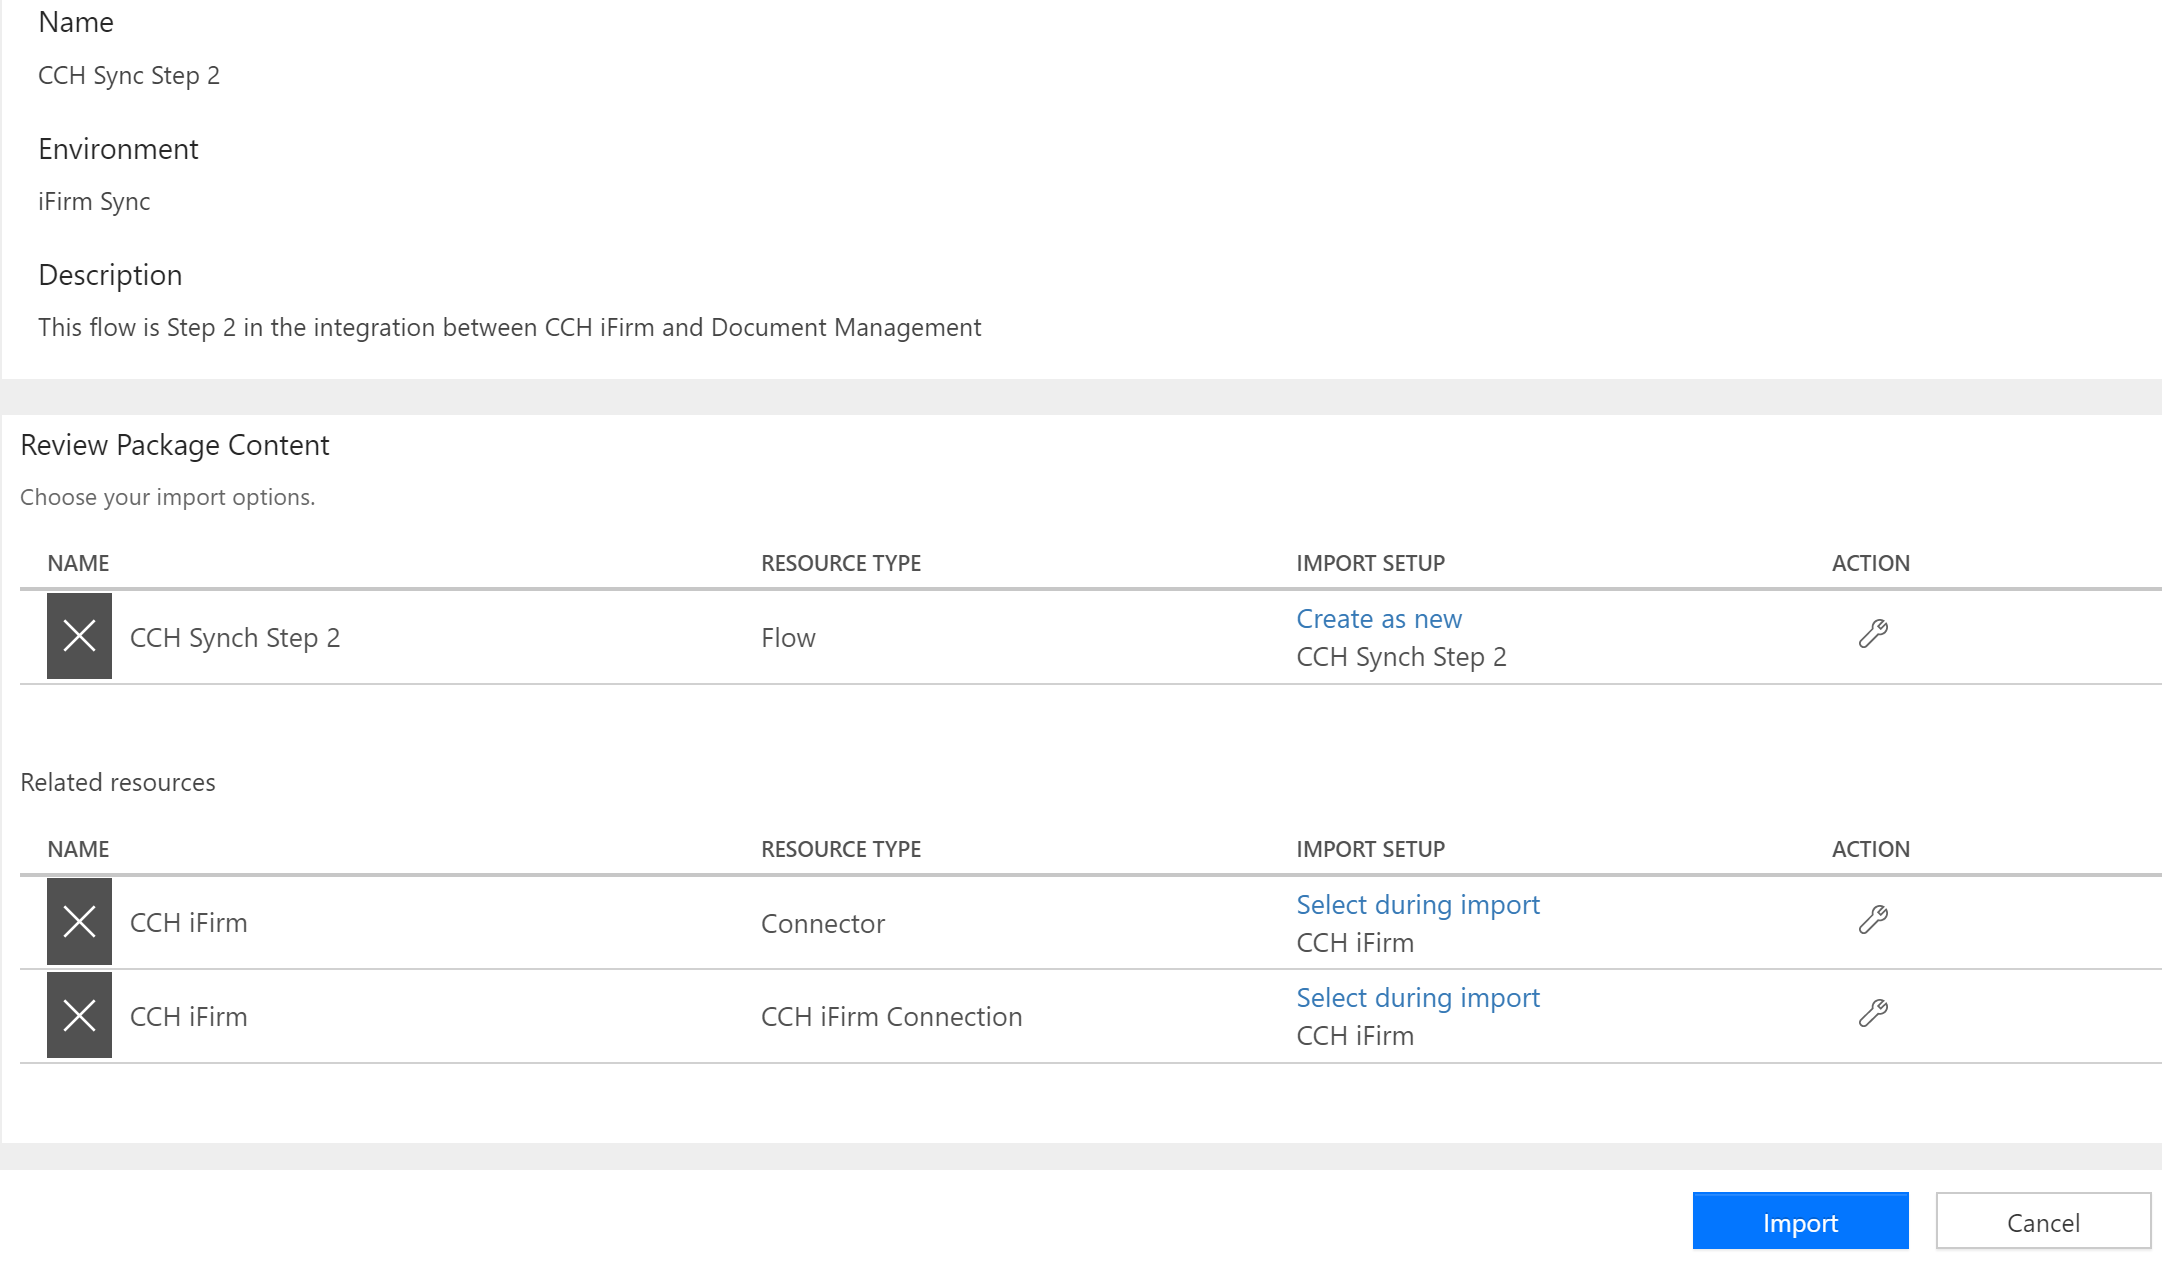 Name
CCH Sync Step 2
Environment
iFirm Sync
Description
This flow is Step 2 in the integration between CCH iFirm and Document Management
Review Package Content
Choose your import options.
NAME RESOURCE TYPE IMPORT SETUP ACTION
CCH Synch Step 2 Flow Create as new
CCH Synch Step 2
Related resources
NAME RESOURCE TYPE IMPORT SETUP ACTION
CCH iFirm Connector Select during import
CCH iFirm
CCH iFirm CCH iFirm Connection Select during import
CCH iFirm
Import Cancel